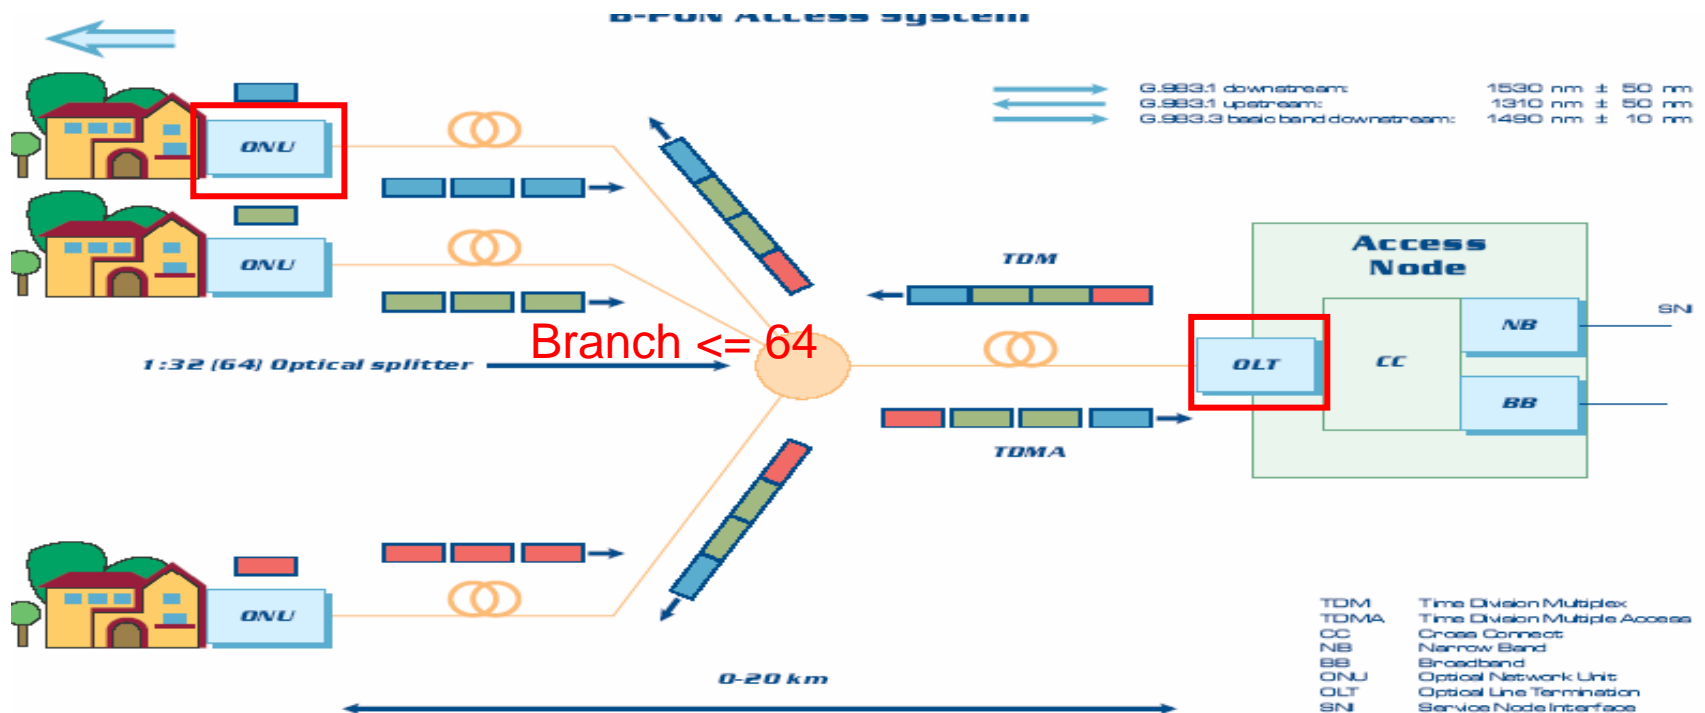 B-PON Access System
G.983.1 downstream: 1530 nm ± 50 nm
G.983.1 upstream: 1310 nm ± 50 nm
G.983.3 basic band downstream: 1490 nm ± 10 nm
ONU
ONU
TDM
Access
Node
NB
SNI
Branch <= 64
1:32 (64) Optical splitter
OLT
CC
BB
TDMA
ONU
0-20 km
TDM Time Division Multiplex
TDMA Time Division Multiple Access
CC Cross Connect
NB Narrow Band
BB Broadband
ONU Optical Network Unit
OLT Optical Line Termination
SNI Service Node Interface